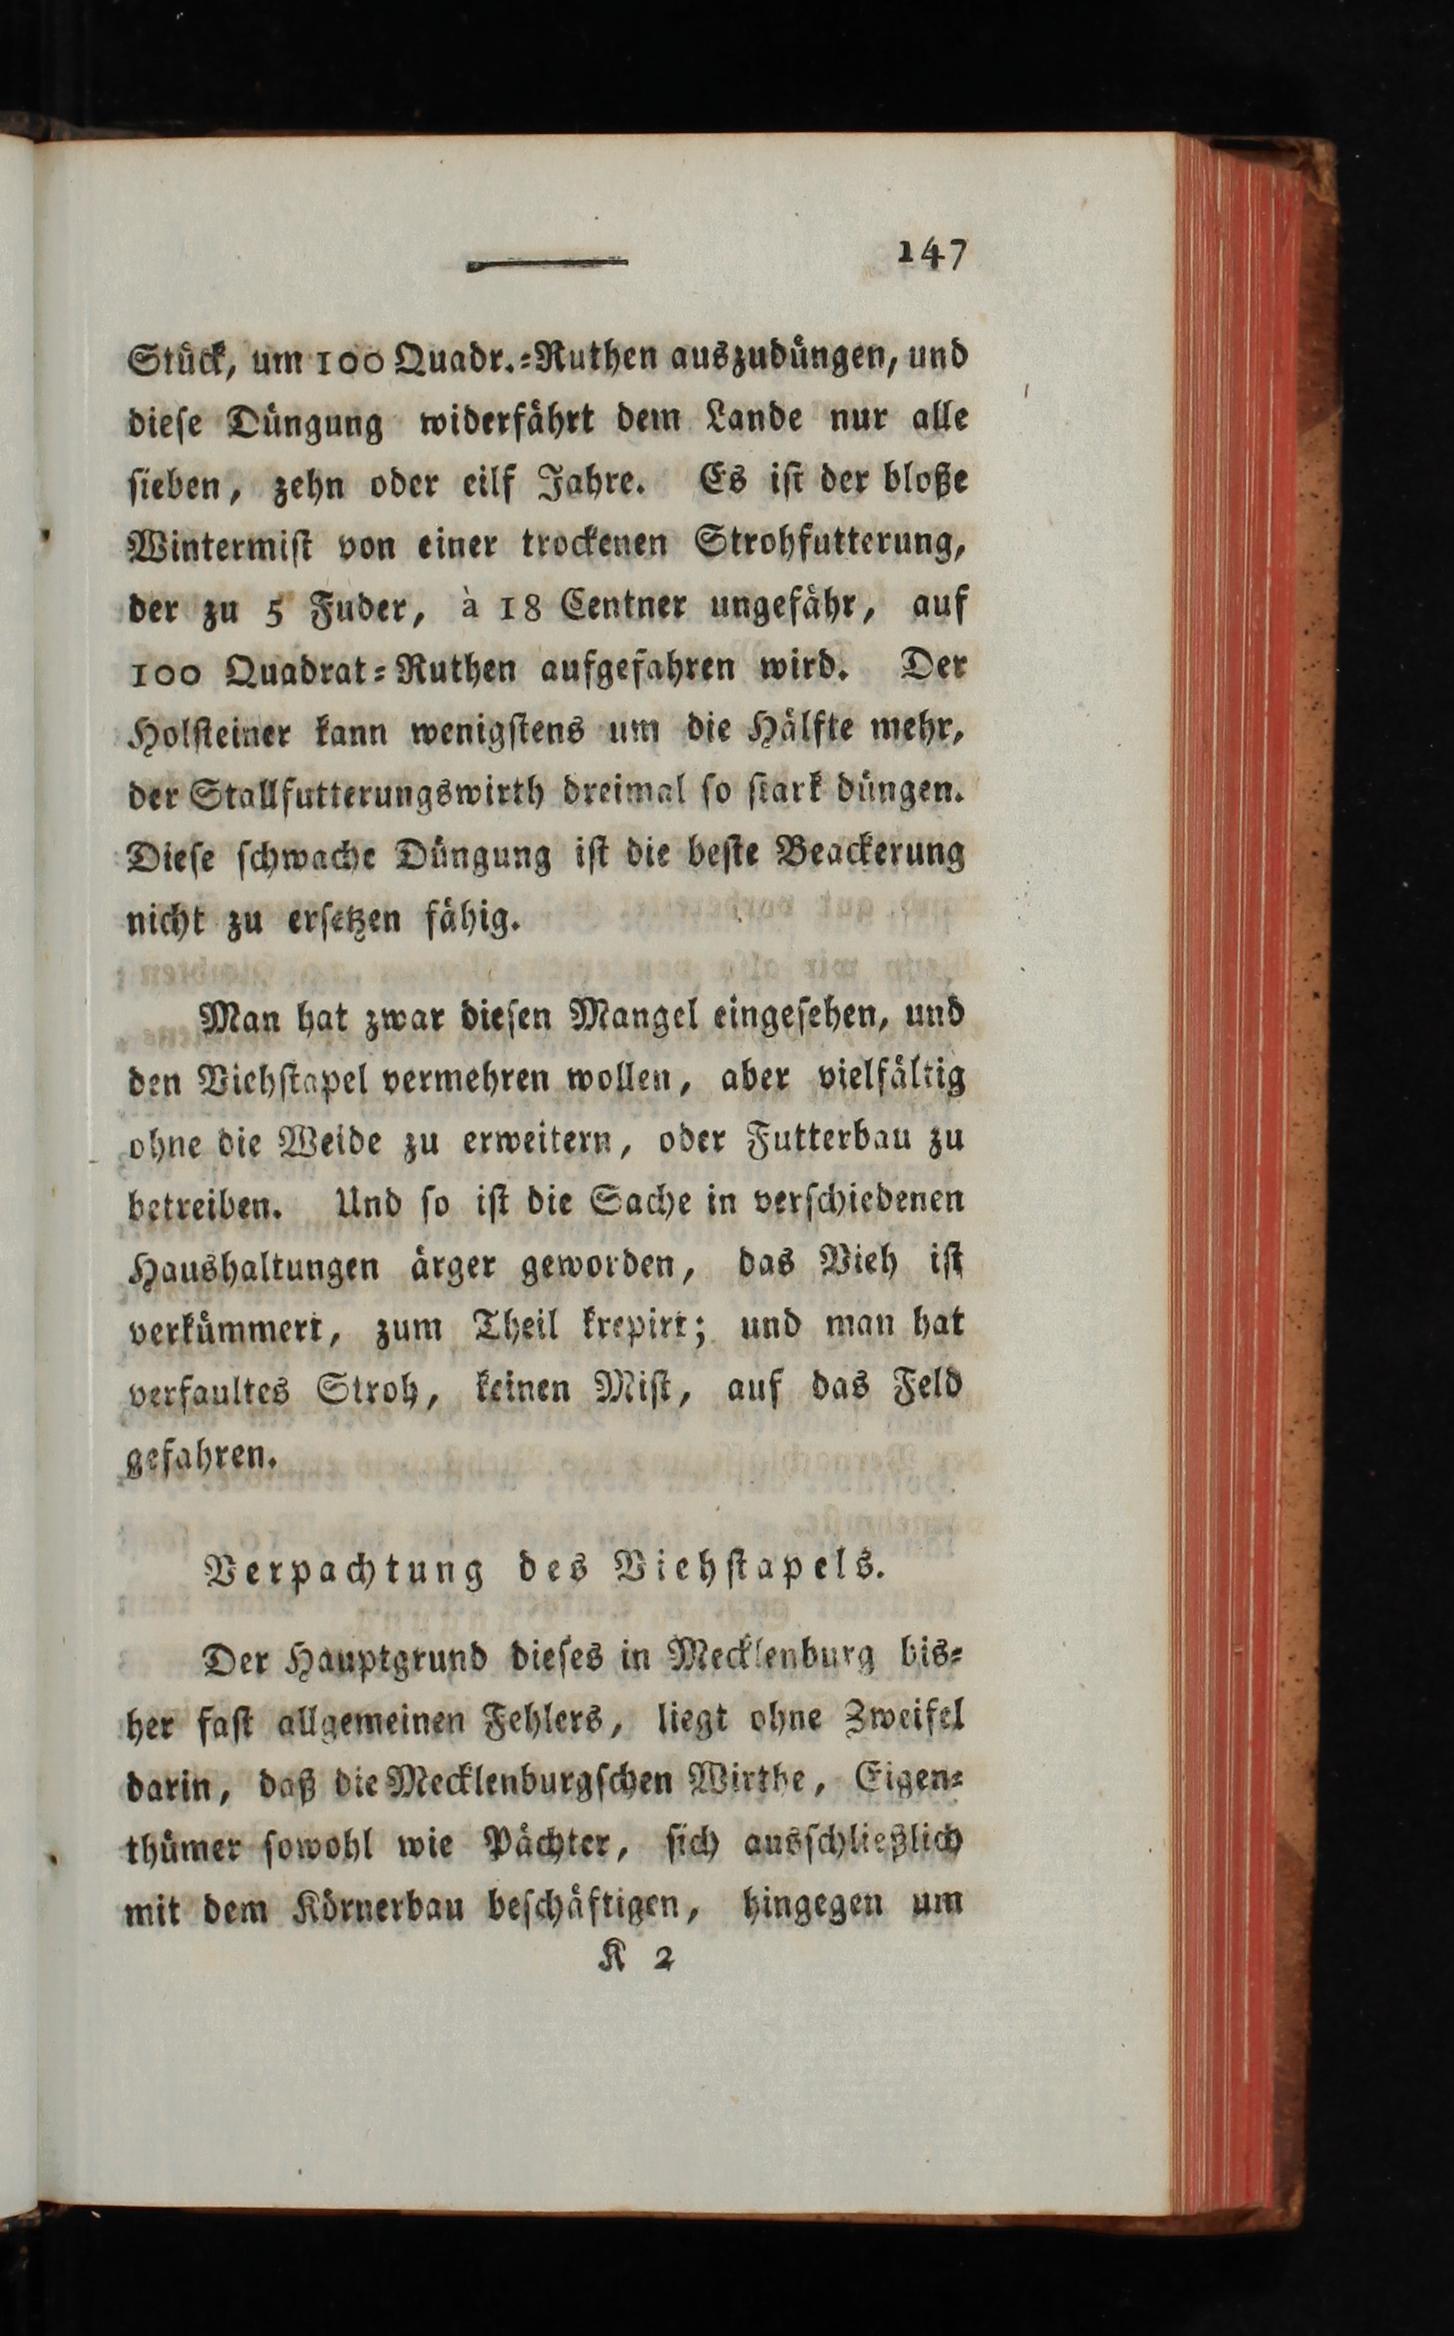 147
Stück, um 100 Quadr.-Ruthen auszudüngen, und
dieſe Düngung widerfährt dem Lande nur alle
ſieben, zehn oder eilf Jahre. Es iſt der bloße
Wintermiſt von einer trockenen Strohfutterung,
der zu 5 Fuder, à 18 Centner ungefähr, auf
100 Quadrat-Ruthen aufgefahren wird. Der
Holſteiner kann wenigſtens um die Hälfte mehr,
der Stallfutterungswirth dreimal ſo ſtark düngen.
Dieſe ſchwache Düngung iſt die beſte Beackerung
nicht zu erſetzen fähig.
Man hat zwar dieſen Mangel eingeſehen, und
den Viehſtapel vermehren wollen, aber vielfältig
ohne die Weide zu erweitern, oder Futterbau zu
betreiben. Und ſo iſt die Sache in verſchiedenen
Haushaltungen ärger geworden, das Vieh iſt
verkümmert, zum Theil krepirt; und man hat
verfaultes Stroh, keinen Miſt, auf das Feld
gefahren.
Verpachtung des Viehſtapels.
Der Hauptgrund dieſes in Mecklenburg bis-
her faſt allgemeinen Fehlers, liegt ohne Zweifel
darin, daß die Mecklenburgſchen Wirthe, Eigen-
thümer ſowohl wie Pächter, ſich ausſchließlich
mit dem Körnerbau beſchäftigen, hingegen um
K 2